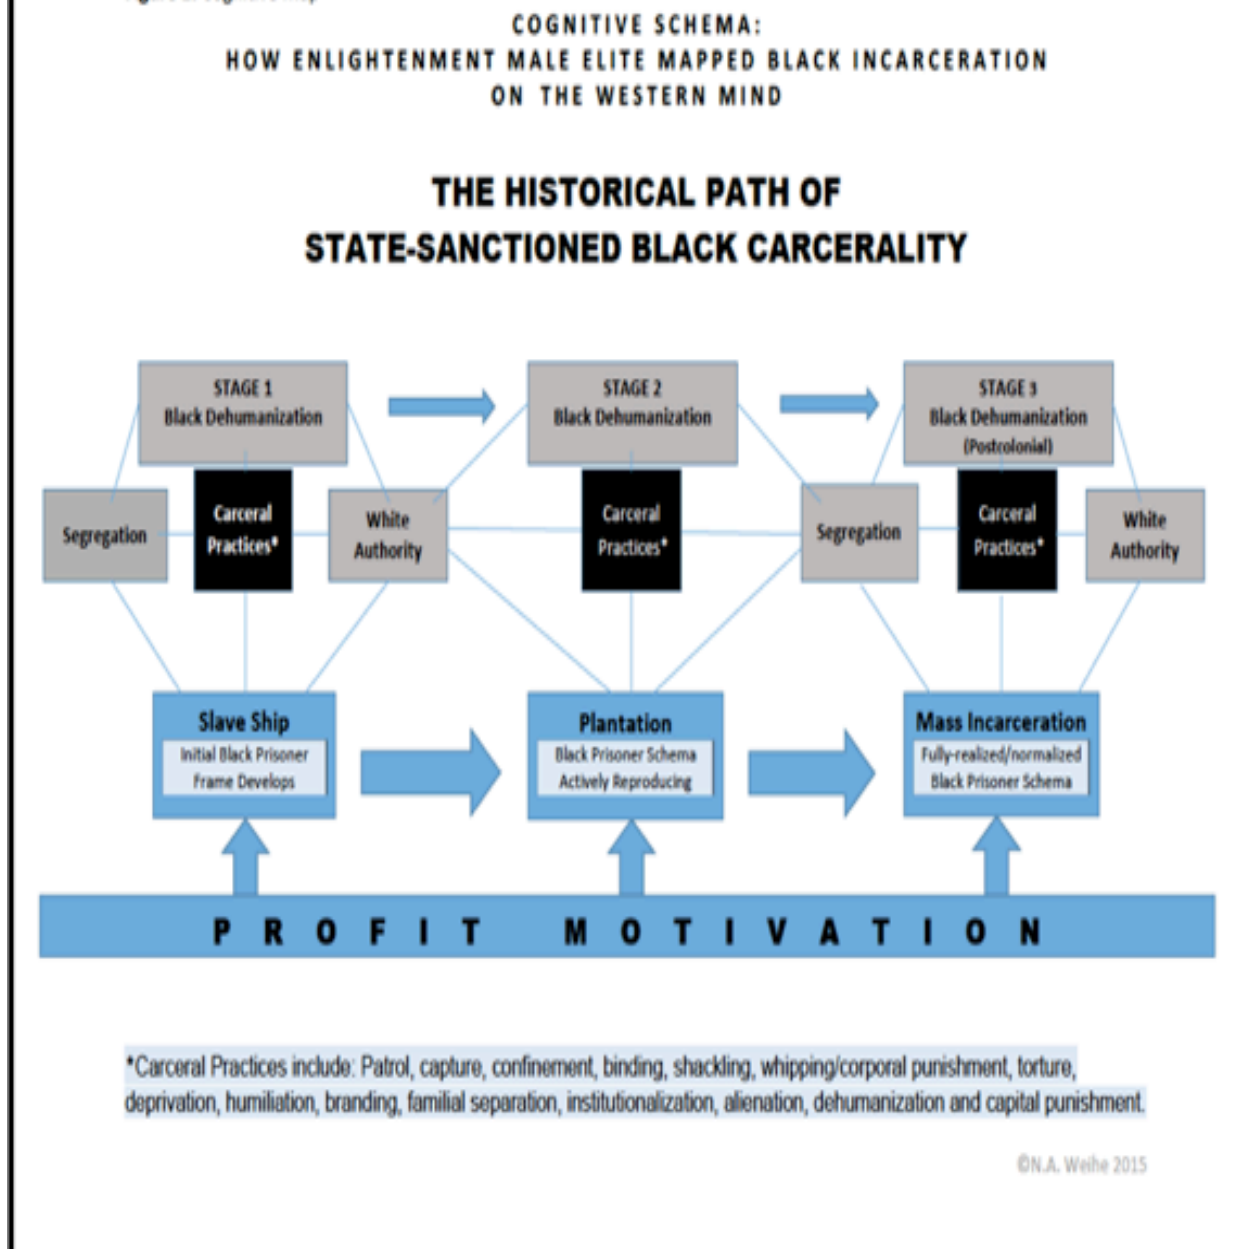 COGNITIVE SCHEMA:
HOW ENLIGHTENMENT MALE ELITE MAPPED BLACK INCARCERATION
ON THE WESTERN MIND
THE HISTORICAL PATH OF
STATE-SANCTIONED BLACK CARCERALITY
STAGE 1
Black Dehumanization
STAGE 2
Black Dehumanization
STAGE 3
Black Dehumanization
(Postcolonial)
Segregation
Carceral
Practices*
White
Authority
Carceral
Practices*
Segregation
Carceral
Practices*
White
Authority
Slave Ship
Initial Black Prisoner
Frame Develops
Plantation
Black Prisoner Schema
Actively Reproducing
Mass Incarceration
Fully-realized/normalized
Black Prisoner Schema
PROFIT MOTIVATION
*Carceral Practices include: Patrol, capture, confinement, binding, shackling, whipping/corporal punishment, torture,
deprivation, humiliation, branding, familial separation, institutionalization, alienation, dehumanization and capital punishment.
©N.A. Weihe 2015